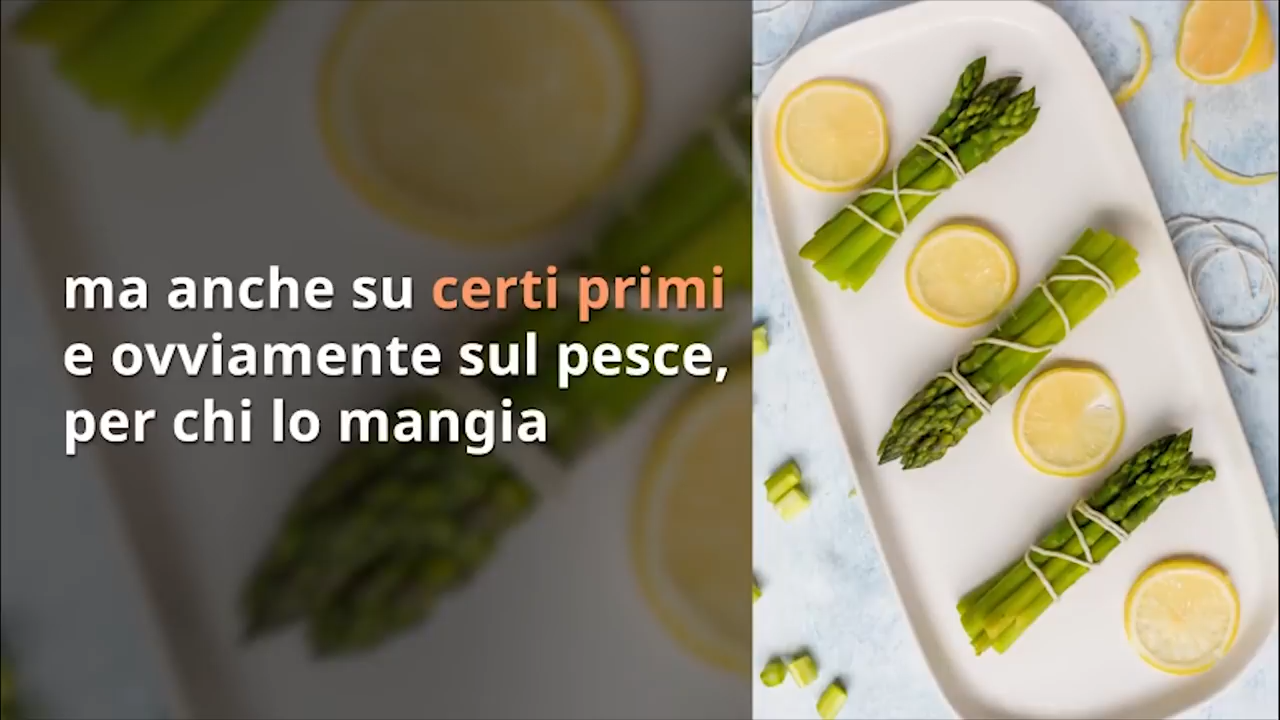 ma anche su certi primi
e ovviamente sul pesce,
per chi lo mangia